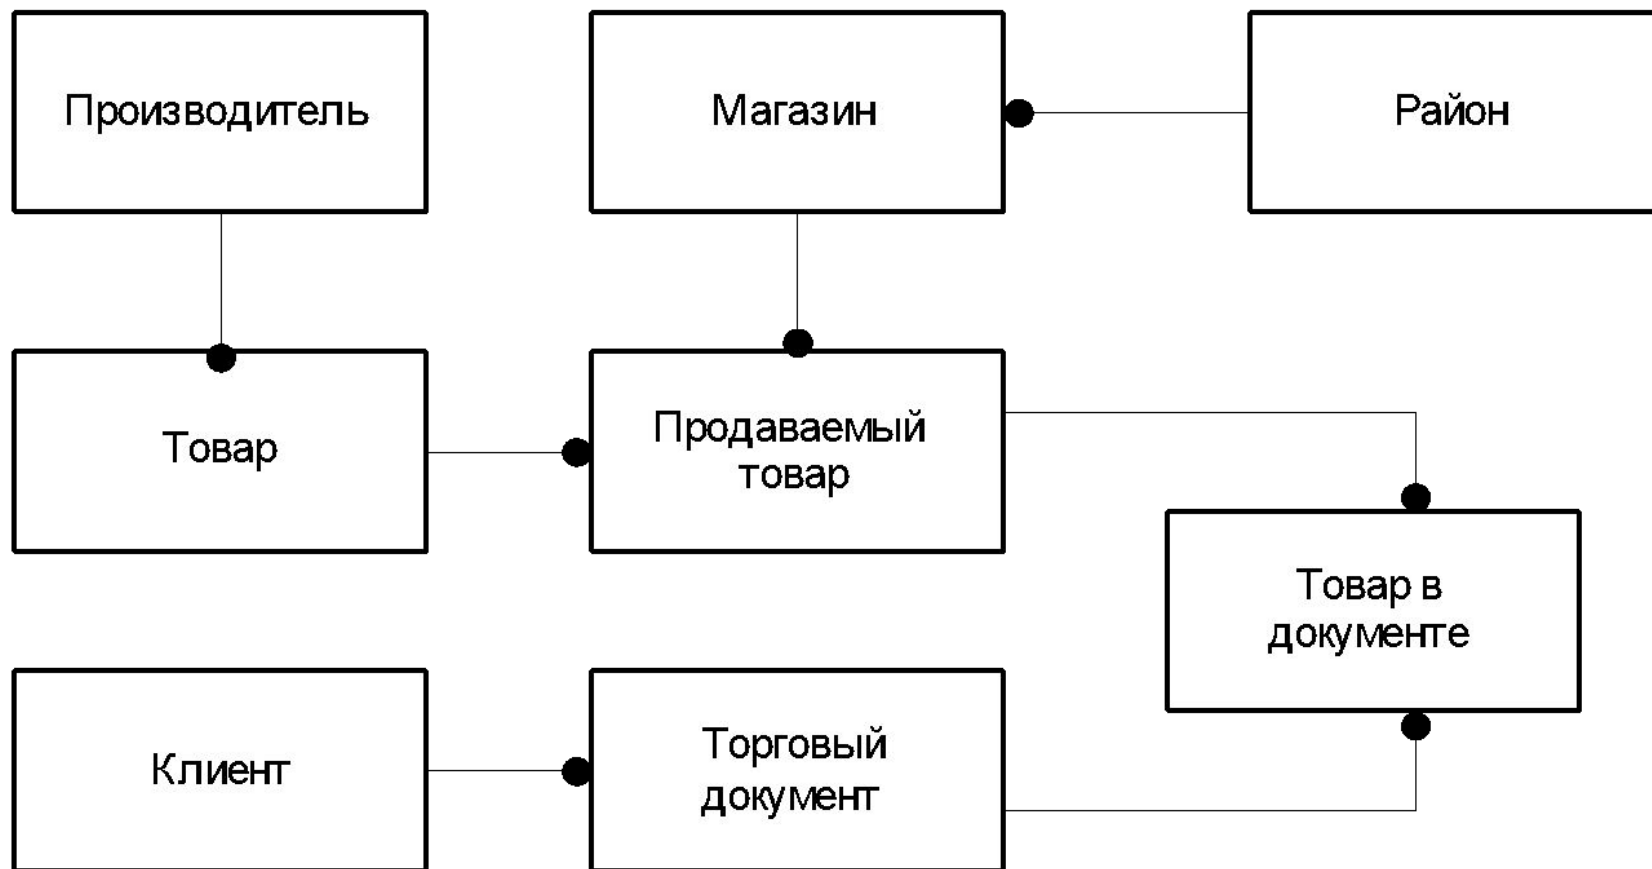 Производитель
Магазин
Район
Товар
Продаваемый
товар
Товар в
документе
Клиент
Торговый
документ